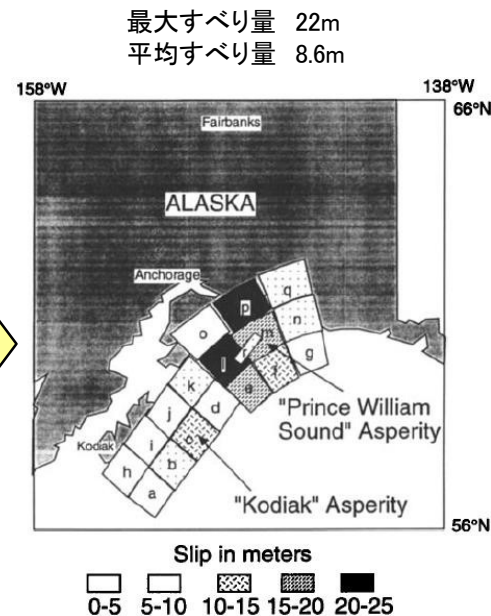 最大すべり量 22m
平均すべり量 8.6m
158°W
138°W
66°N
Fairbanks
ALASKA
Anchorage
p
q
o
m
n
l
r
f
g
k
e
j
d
"Prince William
Sound" Asperity
Kodiak
i
c
h
b
a
"Kodiak" Asperity
56°N
Slip in meters
0-5 5-10 10-15 15-20 20-25